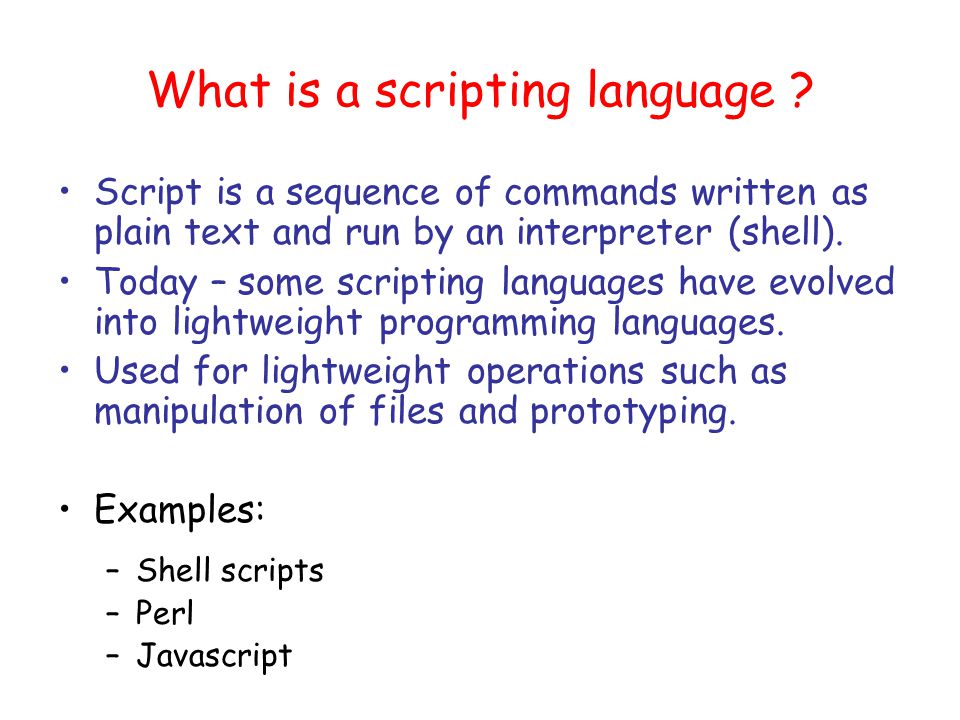 What is a scripting language ?
• Script is a sequence of commands written as
plain text and run by an interpreter (shell).
• Today – some scripting languages have evolved
into lightweight programming languages.
• Used for lightweight operations such as
manipulation of files and prototyping.
• Examples:
– Shell scripts
– Perl
– Javascript